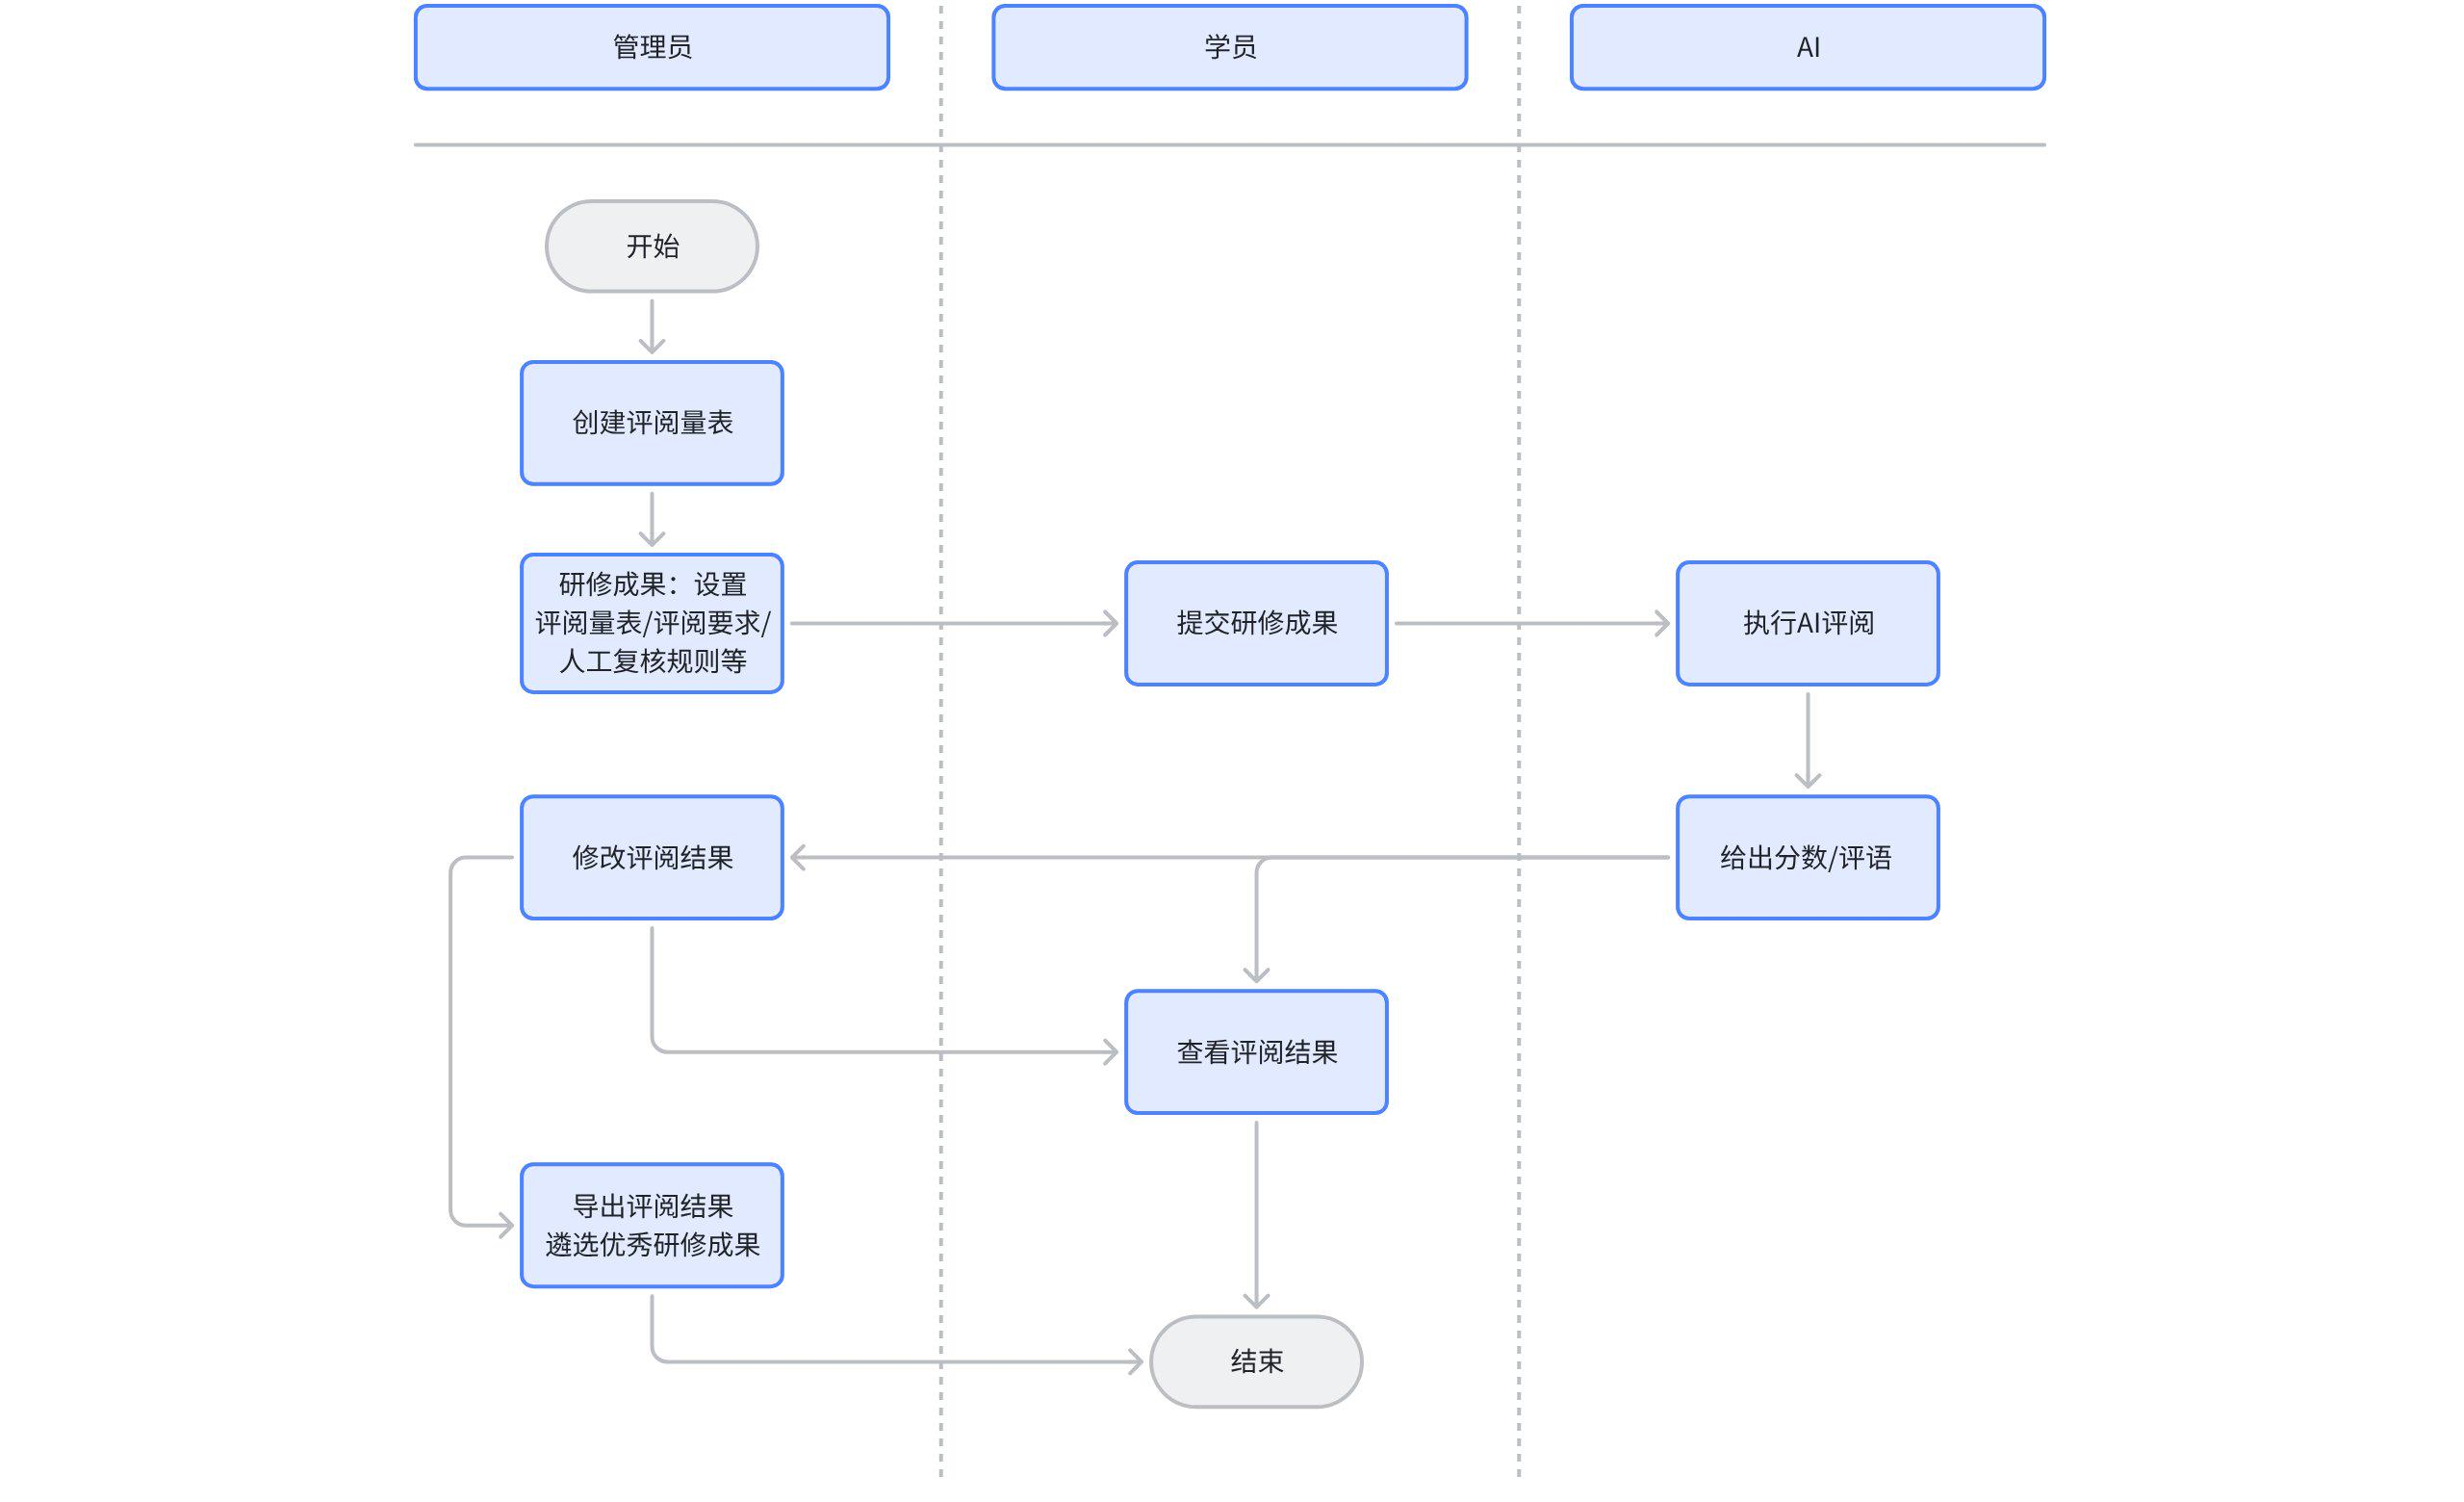 管理员
学员
AI
开始
创建评阅量表
研修成果：设置
评阅量表/评阅要求/
人工复核规则等
提交研修成果
执行AI评阅
修改评阅结果
给出分数/评语
查看评阅结果
导出评阅结果
遴选优秀研修成果
结束